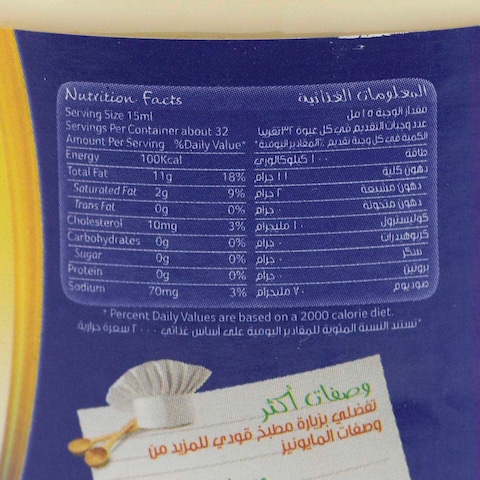 Nutrition Facts المعلومات الغذائية
Serving Size 15ml مقدار الوجبة ١٥ مل
Servings Per Container about 32 عدد وجبات التقديم في كل عبوة ٣٢ تقريبا
Amount Per Serving %Daily Value* الكمية في كل وجبة تقديم %المقادير اليومية*
Energy 100Kcal ١٠٠ كيلوكالوري طاقة
Total Fat 11g 18% ١١ جرام دهون كلية
Saturated Fat 2g 9% ٢ جرام دهون مشبعة
Trans Fat 0g 0% ٠ جرام دهون متحولة
Cholesterol 10mg 3% ١٠ مليجرام كوليسترول
Carbohydrates 0g 0% ٠ جرام كربوهيدرات
Sugar 0g 0% ٠ جرام سكر
Protein 0g 0% ٠ جرام بروتين
Sodium 70mg 3% ٧٠ مليجرام صوديوم
* Percent Daily Values are based on a 2000 calorie diet.
*تستند النسبة المئوية للمقادير اليومية على أساس غذائي ٢٠٠٠ سعرة حرارية.
وصفات أكثر
تفضلي بزيارة مطبخ قودي للمزيد من
وصفات المايونيز